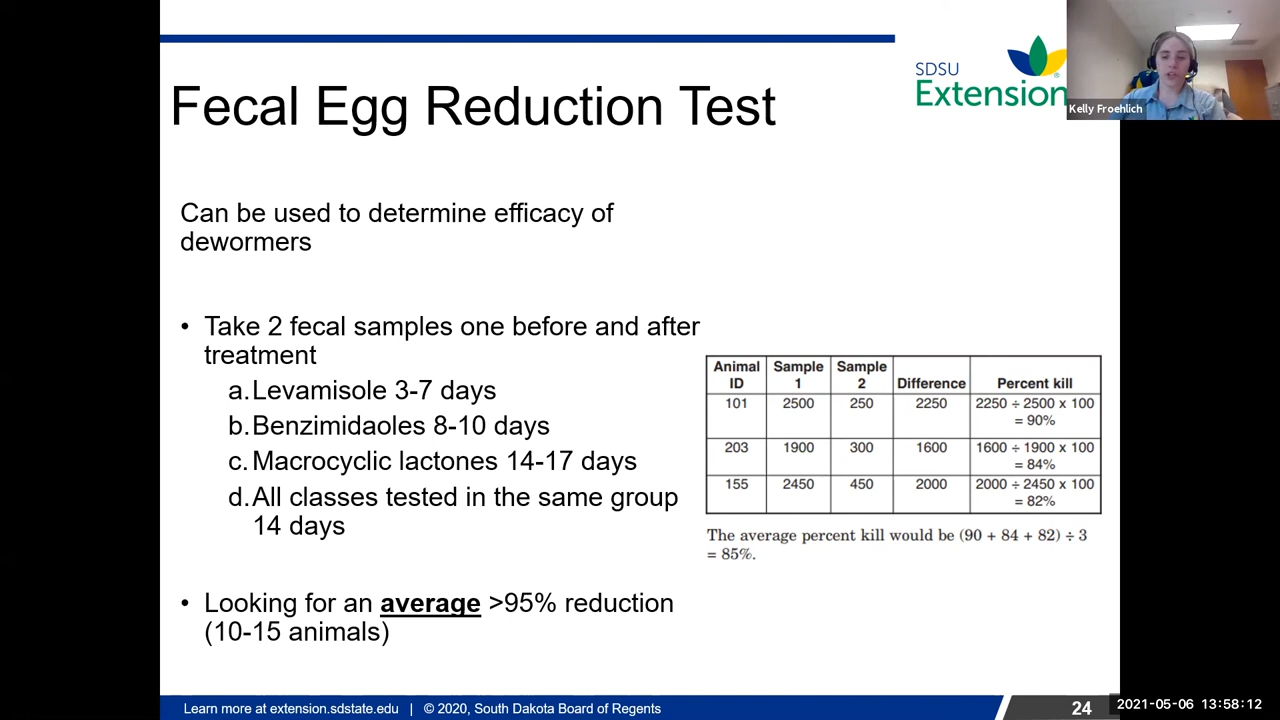 SDSU
Extension
Kelly Froehlich
Fecal Egg Reduction Test
Can be used to determine efficacy of
dewormers
• Take 2 fecal samples one before and after
treatment
a. Levamisole 3-7 days
b. Benzimidaoles 8-10 days
c. Macrocyclic lactones 14-17 days
d. All classes tested in the same group
14 days
• Looking for an average >95% reduction
(10-15 animals)
Animal ID Sample 1 Sample 2 Difference Percent kill
101 2500 250 2250 2250 ÷ 2500 x 100
= 90%
203 1900 300 1600 1600 ÷ 1900 x 100
= 84%
155 2450 450 2000 2000 ÷ 2450 x 100
= 82%
The average percent kill would be (90 + 84 + 82) ÷ 3
= 85%.
Learn more at extension.sdstate.edu | © 2020, South Dakota Board of Regents
24
2021-05-06 13:58:12